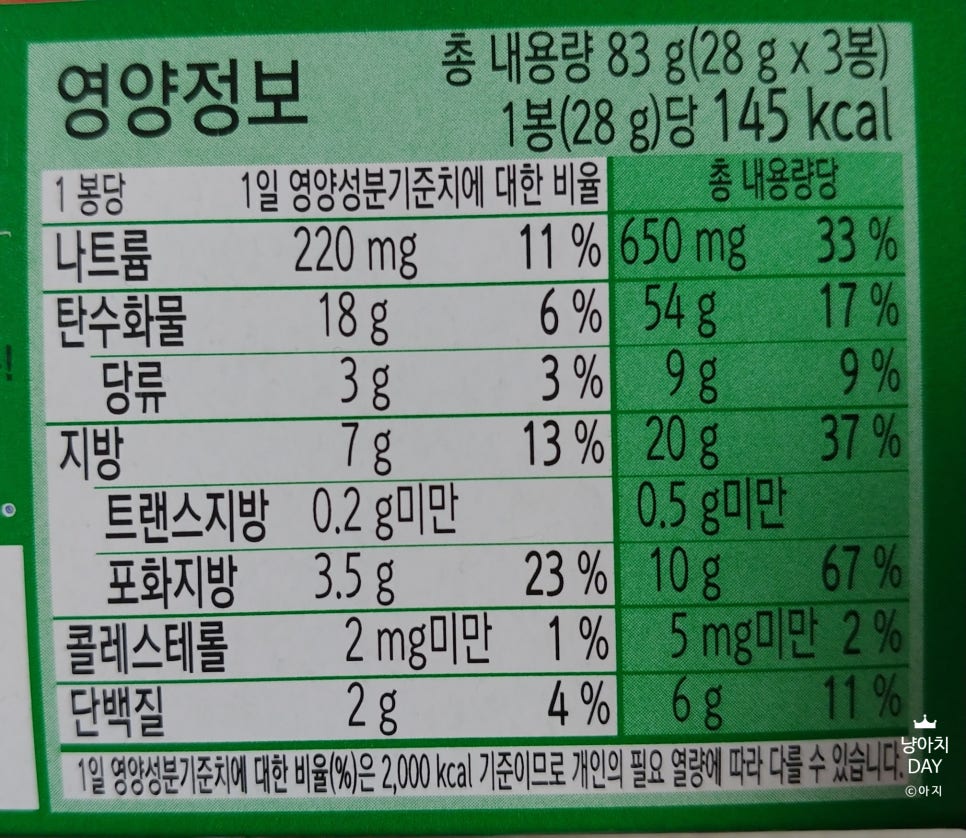 영양정보
총 내용량 83 g(28 g x 3봉)
1봉(28 g)당 145 kcal
1 봉당 1일 영양성분기준치에 대한 비율 총 내용량당
나트륨 220 mg 11 % 650 mg 33 %
탄수화물 18 g 6 % 54 g 17 %
당류 3 g 3 % 9 g 9 %
지방 7 g 13 % 20 g 37 %
트랜스지방 0.2 g미만 0.5 g미만
포화지방 3.5 g 23 % 10 g 67 %
콜레스테롤 2 mg미만 1 % 5 mg미만 2 %
단백질 2 g 4 % 6 g 11 %
1일 영양성분기준치에 대한 비율(%)은 2,000 kcal 기준이므로 개인의 필요 열량에 따라 다를 수 있습니다.
냥아치
DAY
©아지